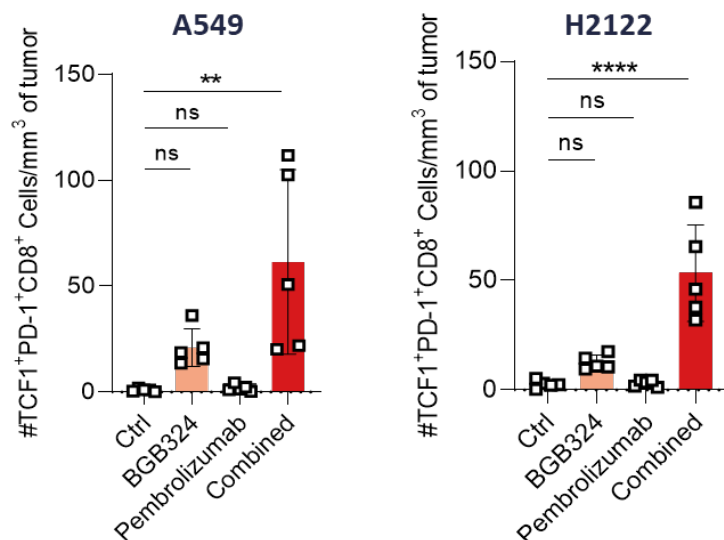 A549
#TCF1+PD-1+CD8+ Cells/mm3 of tumor
150
100
50
0
**
ns
ns
Ctrl
BGB324
Pembrolizumab
Combined
H2122
#TCF1+PD-1+CD8+ Cells/mm3 of tumor
150
100
50
0
****
ns
ns
Ctrl
BGB324
Pembrolizumab
Combined